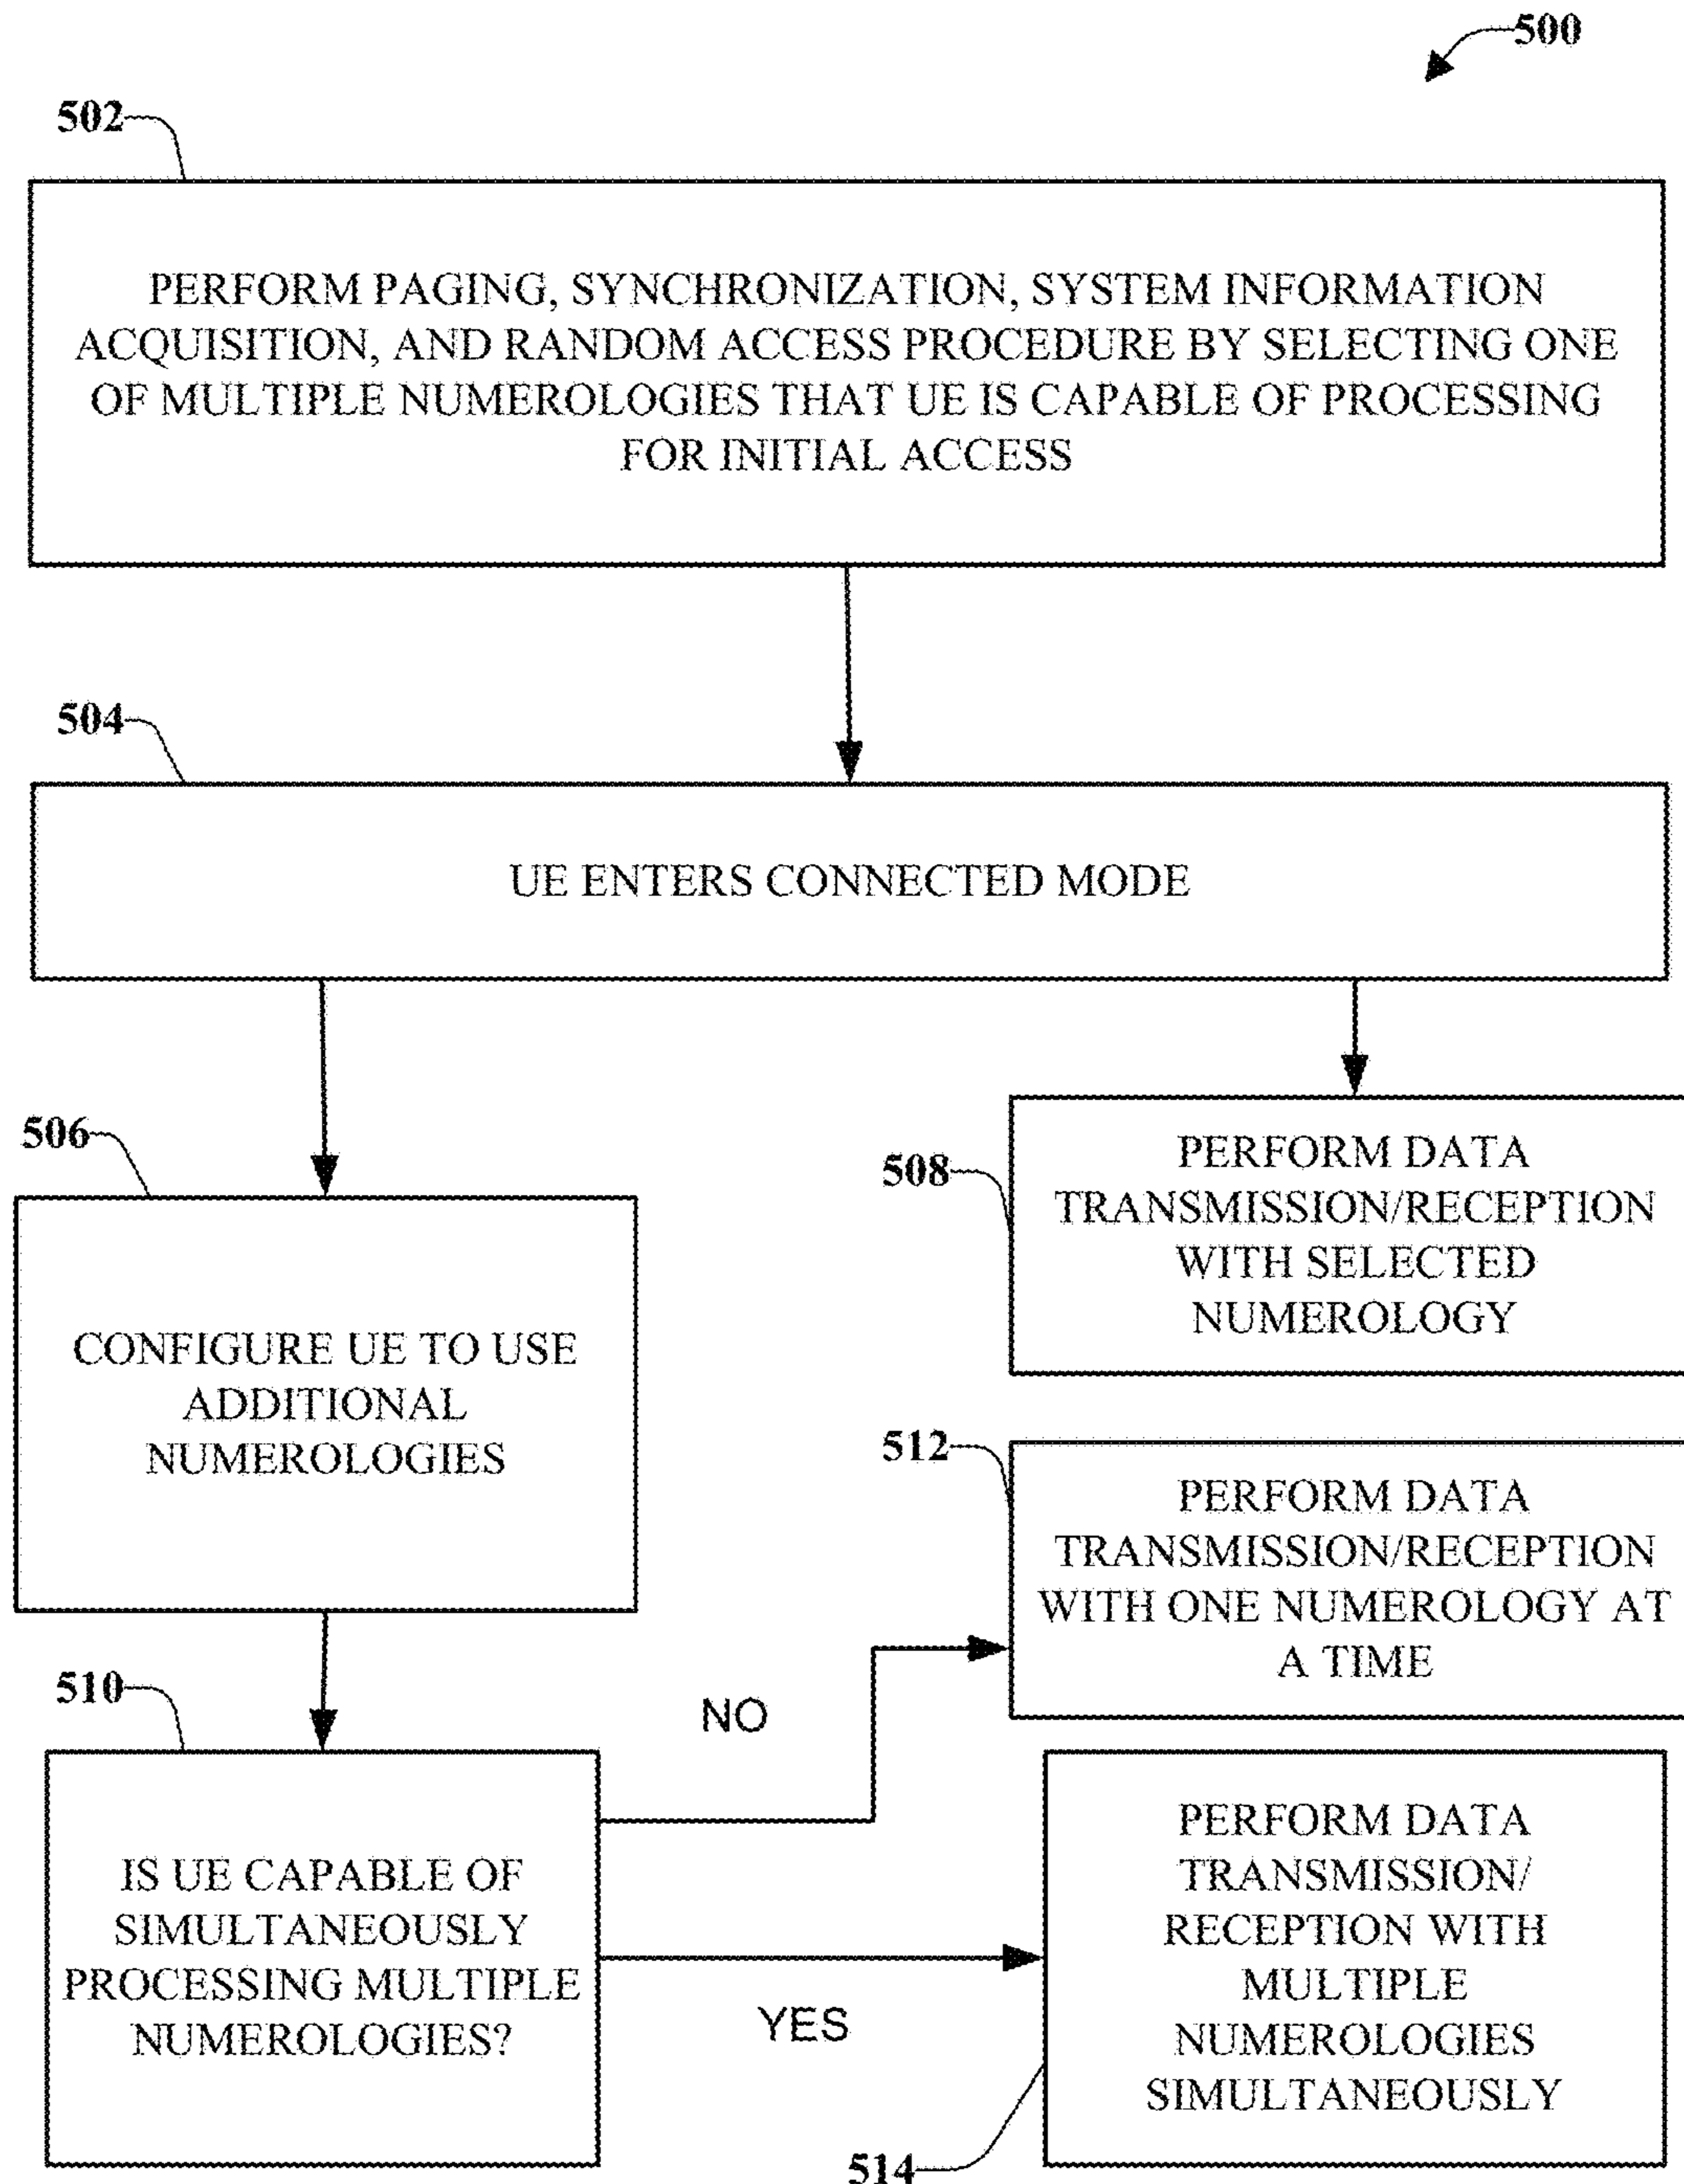 500
502
PERFORM PAGING, SYNCHRONIZATION, SYSTEM INFORMATION
ACQUISITION, AND RANDOM ACCESS PROCEDURE BY SELECTING ONE
OF MULTIPLE NUMEROLOGIES THAT UE IS CAPABLE OF PROCESSING
FOR INITIAL ACCESS
504
UE ENTERS CONNECTED MODE
506
CONFIGURE UE TO USE
ADDITIONAL
NUMEROLOGIES
508
PERFORM DATA
TRANSMISSION/RECEPTION
WITH SELECTED
NUMEROLOGY
510
IS UE CAPABLE OF
SIMULTANEOUSLY
PROCESSING MULTIPLE
NUMEROLOGIES?
NO
512
PERFORM DATA
TRANSMISSION/RECEPTION
WITH ONE NUMEROLOGY AT
A TIME
YES
514
PERFORM DATA
TRANSMISSION/
RECEPTION WITH
MULTIPLE
NUMEROLOGIES
SIMULTANEOUSLY